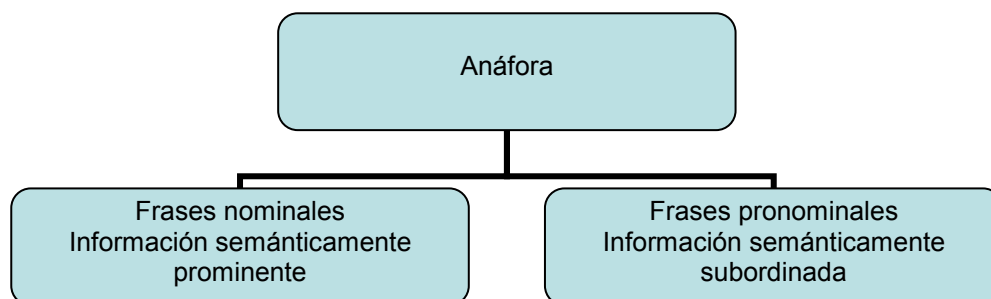 Anáfora
Frases nominales
Información semánticamente
prominente
Frases pronominales
Información semánticamente
subordinada